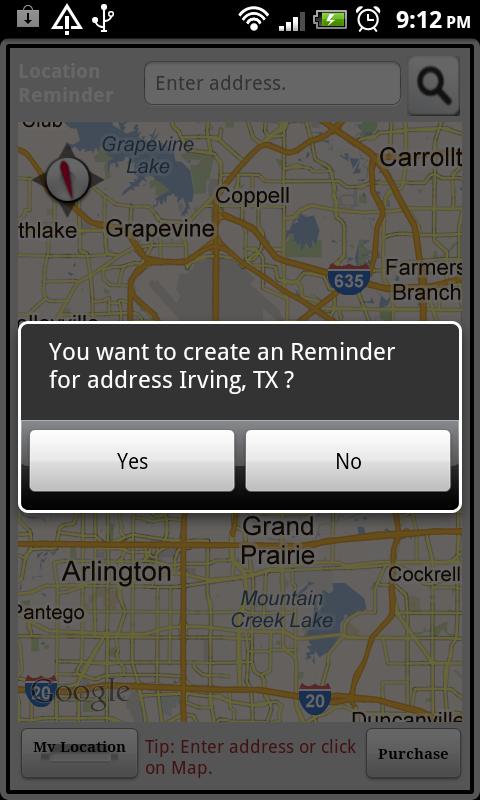 9:12 PM
Location
Reminder
Enter address.
Club
Grapevine
Lake
Carrollt
Coppell
thlake
Grapevine
635
Farmers
Branch
You want to create an Reminder
for address Irving, TX ?
Yes
No
Grand
Prairie
Arlington
Cockrell
Mountain
Creek Lake
Pantego
20
Google
20
Duncanville
My Location
Tip: Enter address or click
on Map.
Purchase